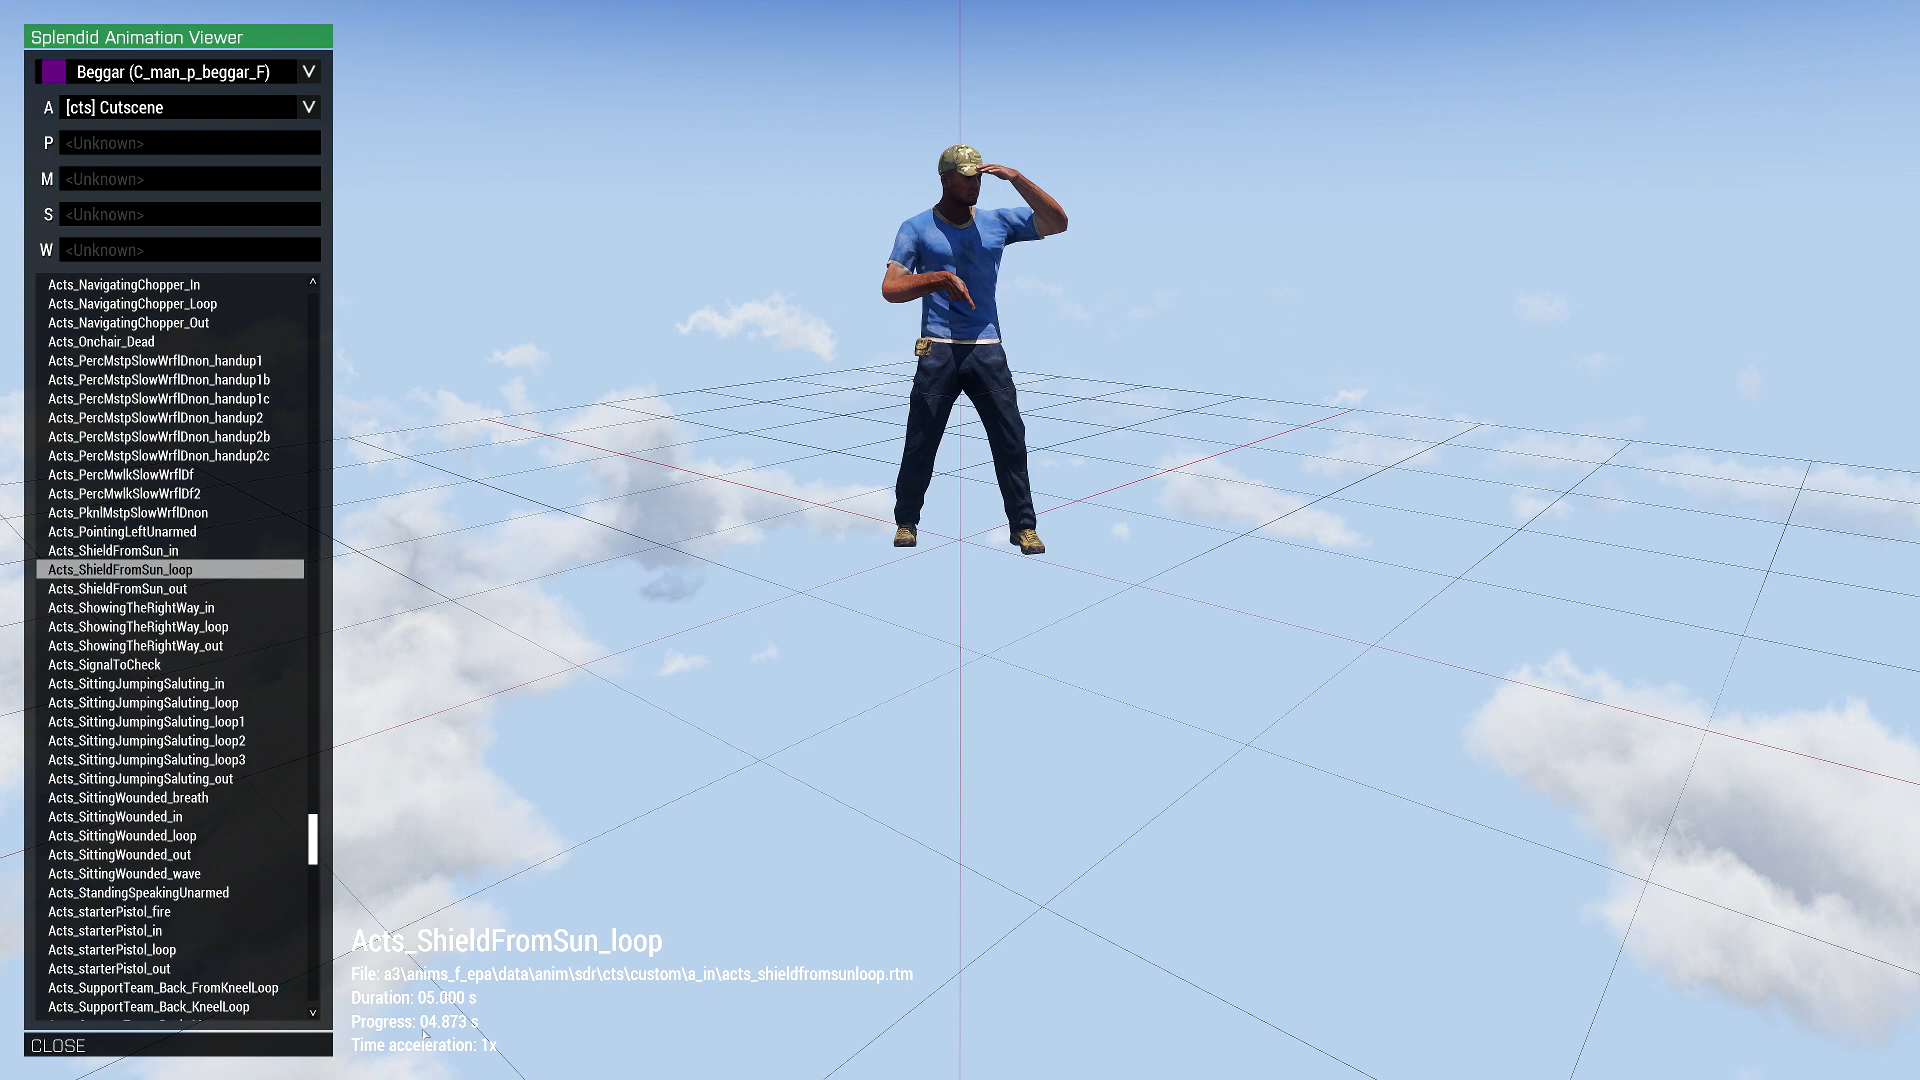 Splendid Animation Viewer
Beggar (C_man_p_beggar_F)
A [cts] Cutscene
P <Unknown>
M <Unknown>
S <Unknown>
W <Unknown>
Acts_NavigatingChopper_In
Acts_NavigatingChopper_Loop
Acts_NavigatingChopper_Out
Acts_Onchair_Dead
Acts_PercMstpSlowWrflDnon_handup1
Acts_PercMstpSlowWrflDnon_handup1b
Acts_PercMstpSlowWrflDnon_handup1c
Acts_PercMstpSlowWrflDnon_handup2
Acts_PercMstpSlowWrflDnon_handup2b
Acts_PercMstpSlowWrflDnon_handup2c
Acts_PercMwlkSlowWrflDf
Acts_PercMwlkSlowWrflDf2
Acts_PknlMstpSlowWrflDnon
Acts_PointingLeftUnarmed
Acts_ShieldFromSun_in
Acts_ShieldFromSun_loop
Acts_ShieldFromSun_out
Acts_ShowingTheRightWay_in
Acts_ShowingTheRightWay_loop
Acts_ShowingTheRightWay_out
Acts_SignalToCheck
Acts_SittingJumpingSaluting_in
Acts_SittingJumpingSaluting_loop
Acts_SittingJumpingSaluting_loop1
Acts_SittingJumpingSaluting_loop2
Acts_SittingJumpingSaluting_loop3
Acts_SittingJumpingSaluting_out
Acts_SittingWounded_breath
Acts_SittingWounded_in
Acts_SittingWounded_loop
Acts_SittingWounded_out
Acts_SittingWounded_wave
Acts_StandingSpeakingUnarmed
Acts_starterPistol_fire
Acts_starterPistol_in
Acts_starterPistol_loop
Acts_starterPistol_out
Acts_SupportTeam_Back_FromKneelLoop
Acts_SupportTeam_Back_KneelLoop
CLOSE
Acts_ShieldFromSun_loop
File: a3\anims_f_epa\data\anim\sdr\cts\custom\a_in\acts_shieldfromsunloop.rtm
Duration: 05.000 s
Progress: 04.873 s
Time acceleration: 1x